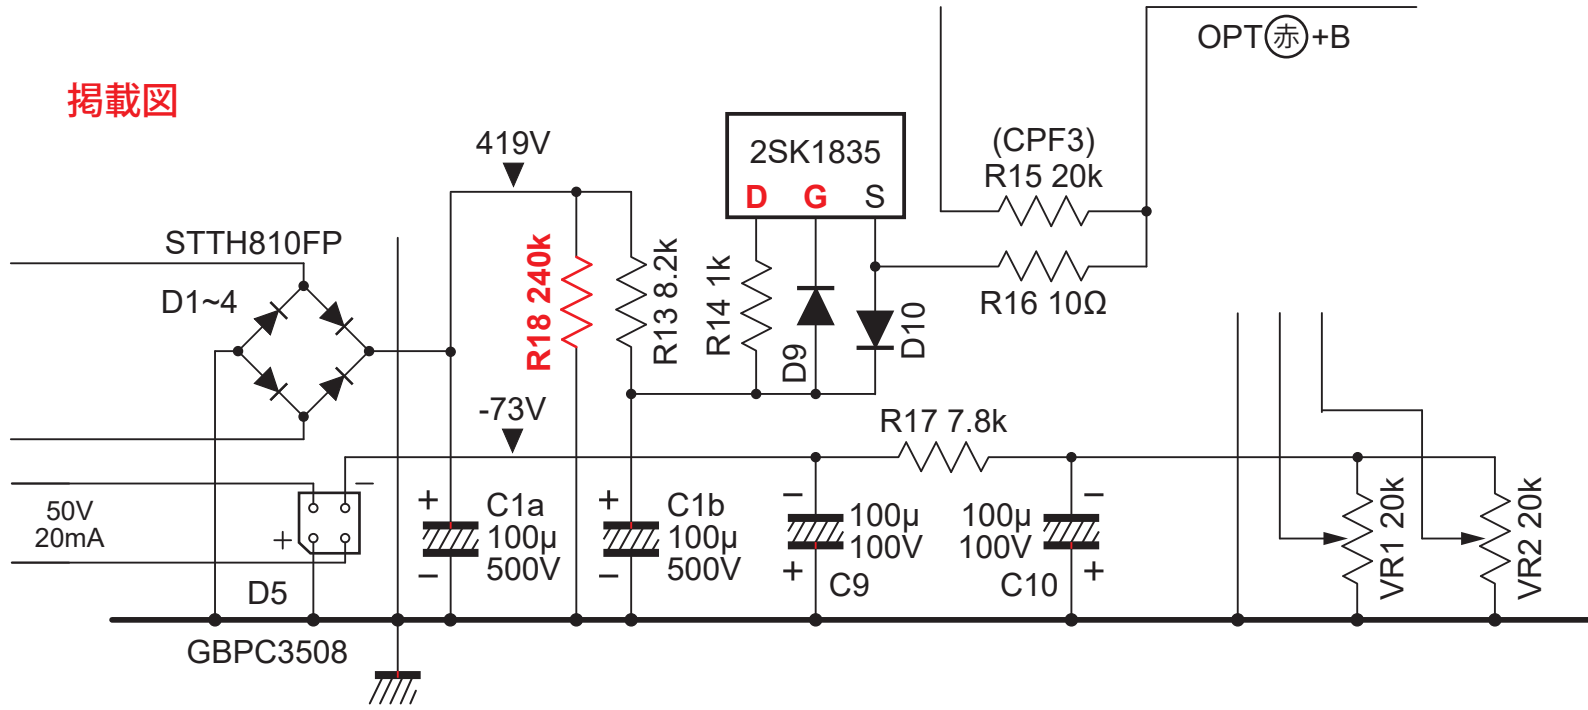 掲載図
OPT赤+B
419V
2SK1835
D G S
(CPF3)
R15 20k
STTH810FP
D1~4
R18 240k
R13 8.2k
R14 1k
D9
D10
R16 10Ω
-73V
R17 7.8k
50V
20mA
−
+
D5
GBPC3508
+
C1a
100µ
500V
−
+
C1b
100µ
500V
−
−
100µ
100V
+
C9
−
100µ
100V
+
C10
VR1 20k
VR2 20k